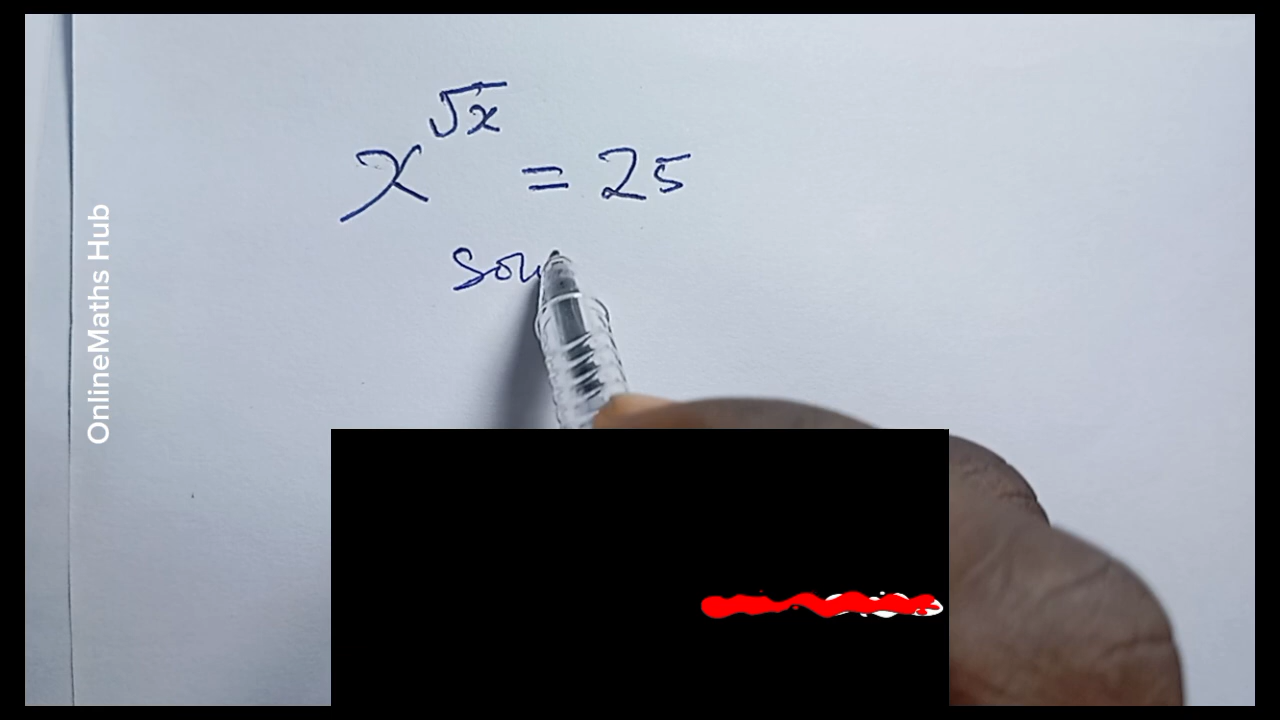 OnlineMaths Hub
x^√x = 25